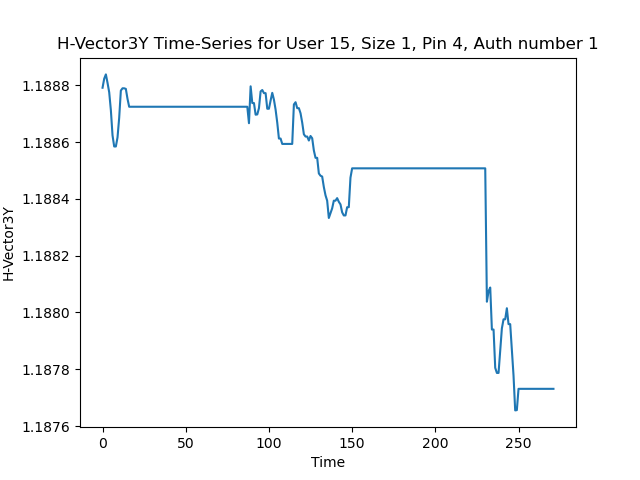 H-Vector3Y Time-Series for User 15, Size 1, Pin 4, Auth number 1
H-Vector3Y
1.1888
1.1886
1.1884
1.1882
1.1880
1.1878
1.1876
0 50 100 150 200 250
Time